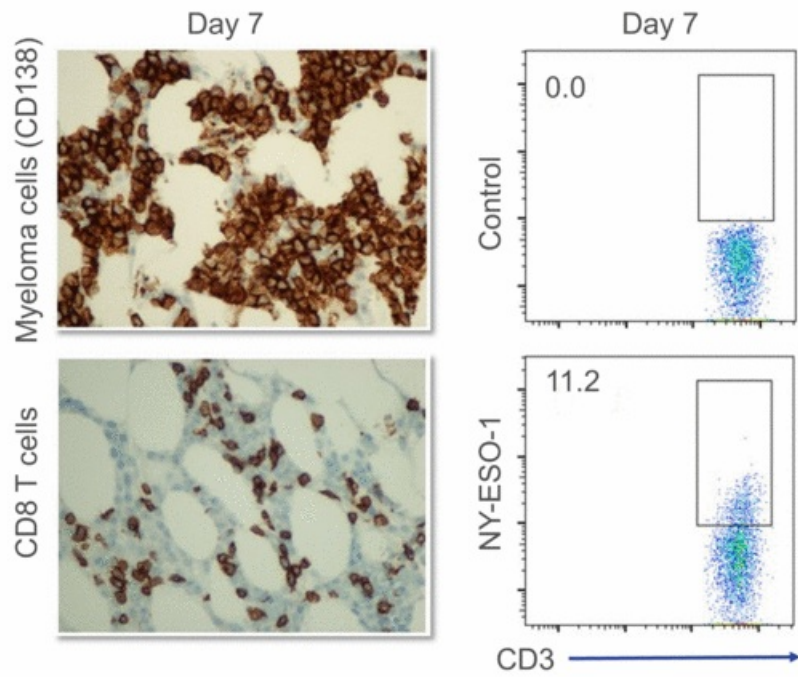 Day 7
Day 7
Myeloma cells (CD138)
Control
0.0
CD8 T cells
NY-ESO-1
11.2
CD3